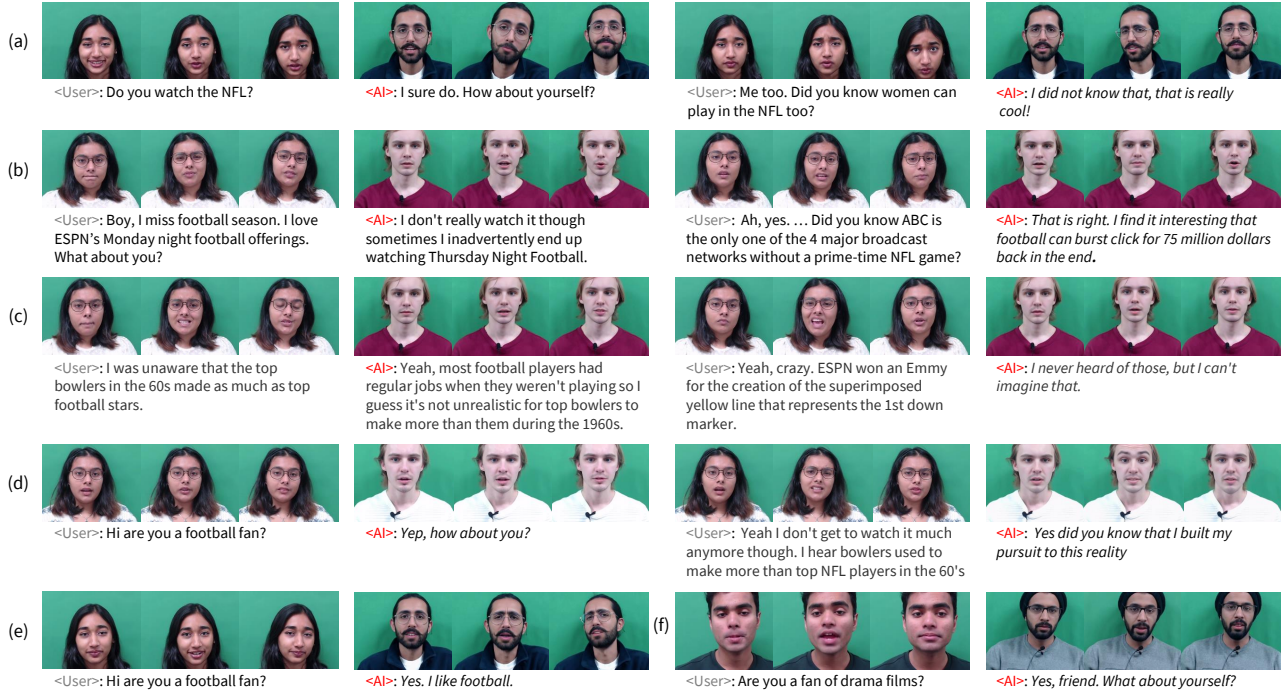 (a)
<User>: Do you watch the NFL?
<AI>: I sure do. How about yourself?
<User>: Me too. Did you know women can
play in the NFL too?
<AI>: I did not know that, that is really
cool!
(b)
<User>: Boy, I miss football season. I love
ESPN's Monday night football offerings.
What about you?
<AI>: I don't really watch it though
sometimes I inadvertently end up
watching Thursday Night Football.
<User>: Ah, yes. ... Did you know ABC is
the only one of the 4 major broadcast
networks without a prime-time NFL game?
<AI>: That is right. I find it interesting that
football can burst click for 75 million dollars
back in the end.
(c)
<User>: I was unaware that the top
bowlers in the 60s made as much as top
football stars.
<AI>: Yeah, most football players had
regular jobs when they weren't playing so I
guess it's not unrealistic for top bowlers to
make more than them during the 1960s.
<User>: Yeah, crazy. ESPN won an Emmy
for the creation of the superimposed
yellow line that represents the 1st down
marker.
<AI>: I never heard of those, but I can't
imagine that.
(d)
<User>: Hi are you a football fan?
<AI>: Yep, how about you?
<User>: Yeah I don't get to watch it much
anymore though. I hear bowlers used to
make more than top NFL players in the 60's
<AI>: Yes did you know that I built my
pursuit to this reality
(e)
<User>: Hi are you a football fan?
<AI>: Yes. I like football.
(f)
<User>: Are you a fan of drama films?
<AI>: Yes, friend. What about yourself?